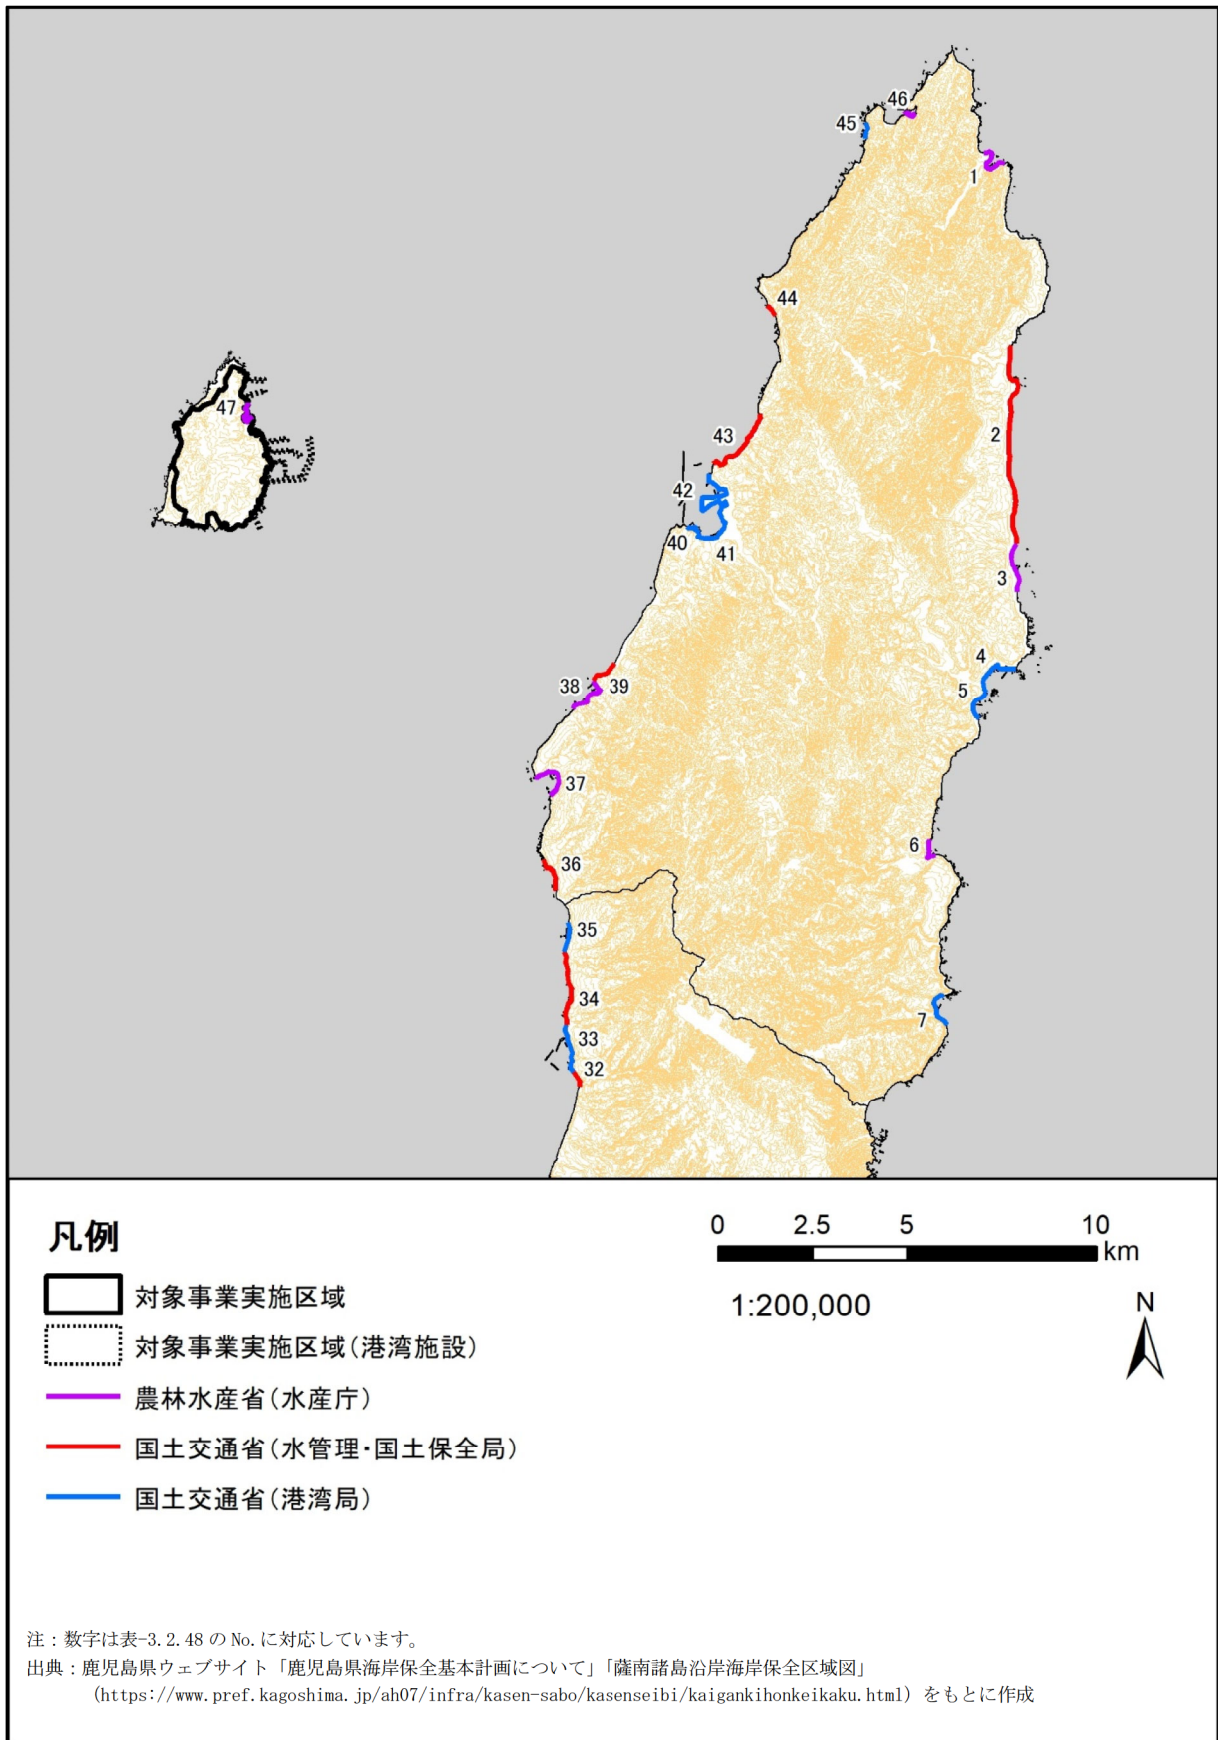 46
45
1
44
47
2
43
42
40
41
3
4
5
38
39
37
6
36
35
34
7
33
32
凡例
対象事業実施区域
対象事業実施区域(港湾施設)
農林水産省(水産庁)
国土交通省(水管理・国土保全局)
国土交通省(港湾局)
0 2.5 5 10
km
1:200,000
N
注：数字は表-3.2.48 の No.に対応しています。
出典：鹿児島県ウェブサイト「鹿児島県海岸保全基本計画について」「薩南諸島沿岸海岸保全区域図」
(https://www.pref.kagoshima.jp/ah07/infra/kasen-sabo/kasenseibi/kaigankihonkeikaku.html) をもとに作成